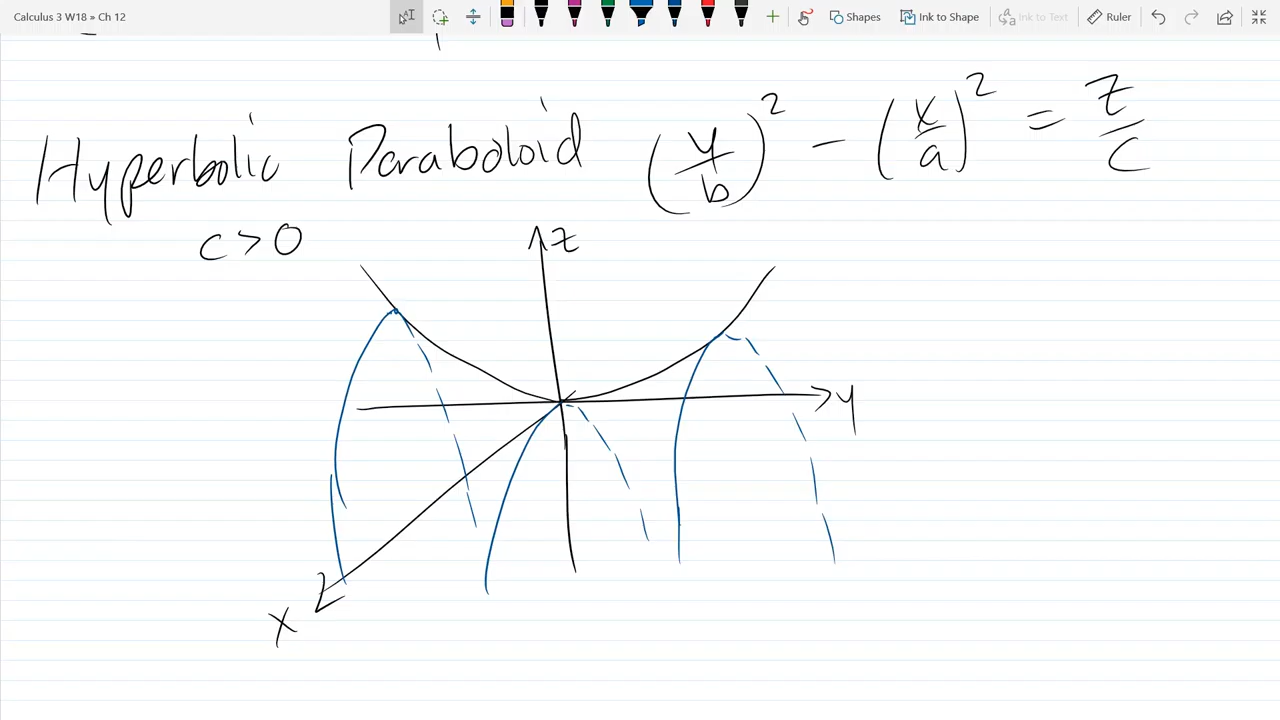 Calculus 3 W18 » Ch 12
Shapes Ink to Shape Ink to Text Ruler
Hyperbolic Paraboloid (y/b)² − (x/a)² = z/c
c > 0
z
y
x